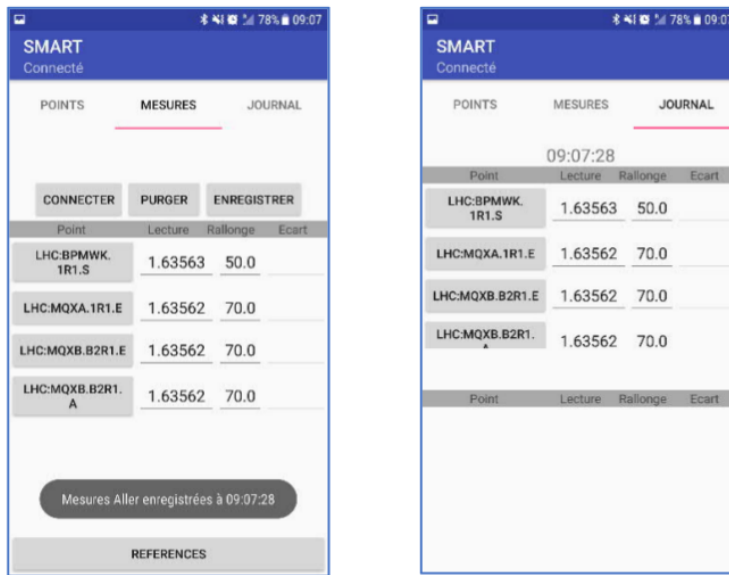 78% 09:07
SMART
Connecté
POINTS MESURES JOURNAL
CONNECTER PURGER ENREGISTRER
Point Lecture Rallonge Ecart
LHC:BPMWK.
1R1.S
1.63563 50.0
LHC:MQXA.1R1.E 1.63562 70.0
LHC:MQXB.B2R1.E 1.63562 70.0
LHC:MQXB.B2R1.
A
1.63562 70.0
Mesures Aller enregistrées à 09:07:28
REFERENCES
78% 09:07
SMART
Connecté
POINTS MESURES JOURNAL
09:07:28
Point Lecture Rallonge Ecart
LHC:BPMWK.
1R1.S
1.63563 50.0
LHC:MQXA.1R1.E 1.63562 70.0
LHC:MQXB.B2R1.E 1.63562 70.0
LHC:MQXB.B2R1.
1.63562 70.0
Point Lecture Rallonge Ecart